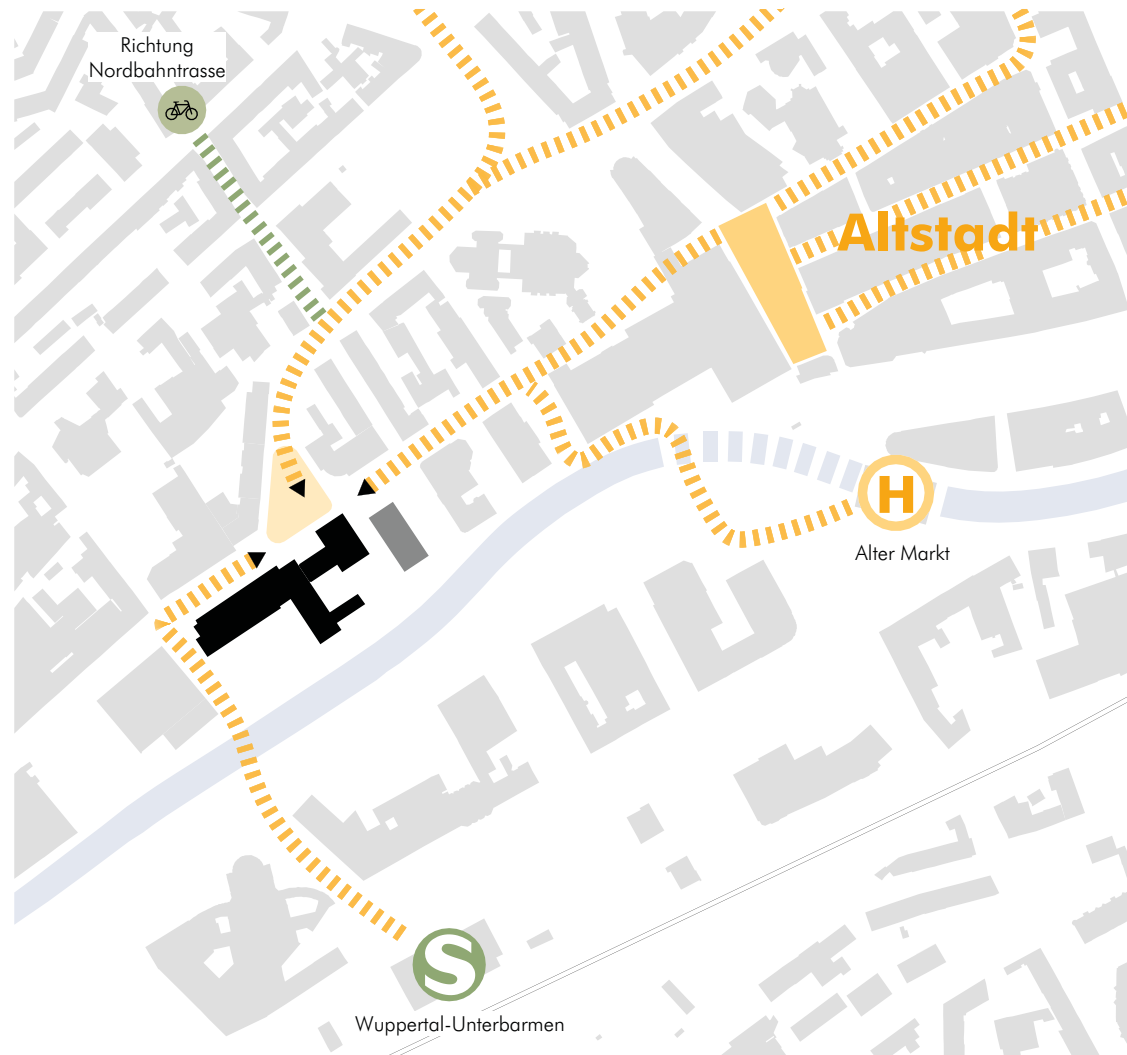 Richtung
Nordbahntrasse
Altstadt
H
Alter Markt
S
Wuppertal-Unterbarmen